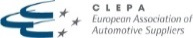 CLEPA
European Association of
Automotive Suppliers